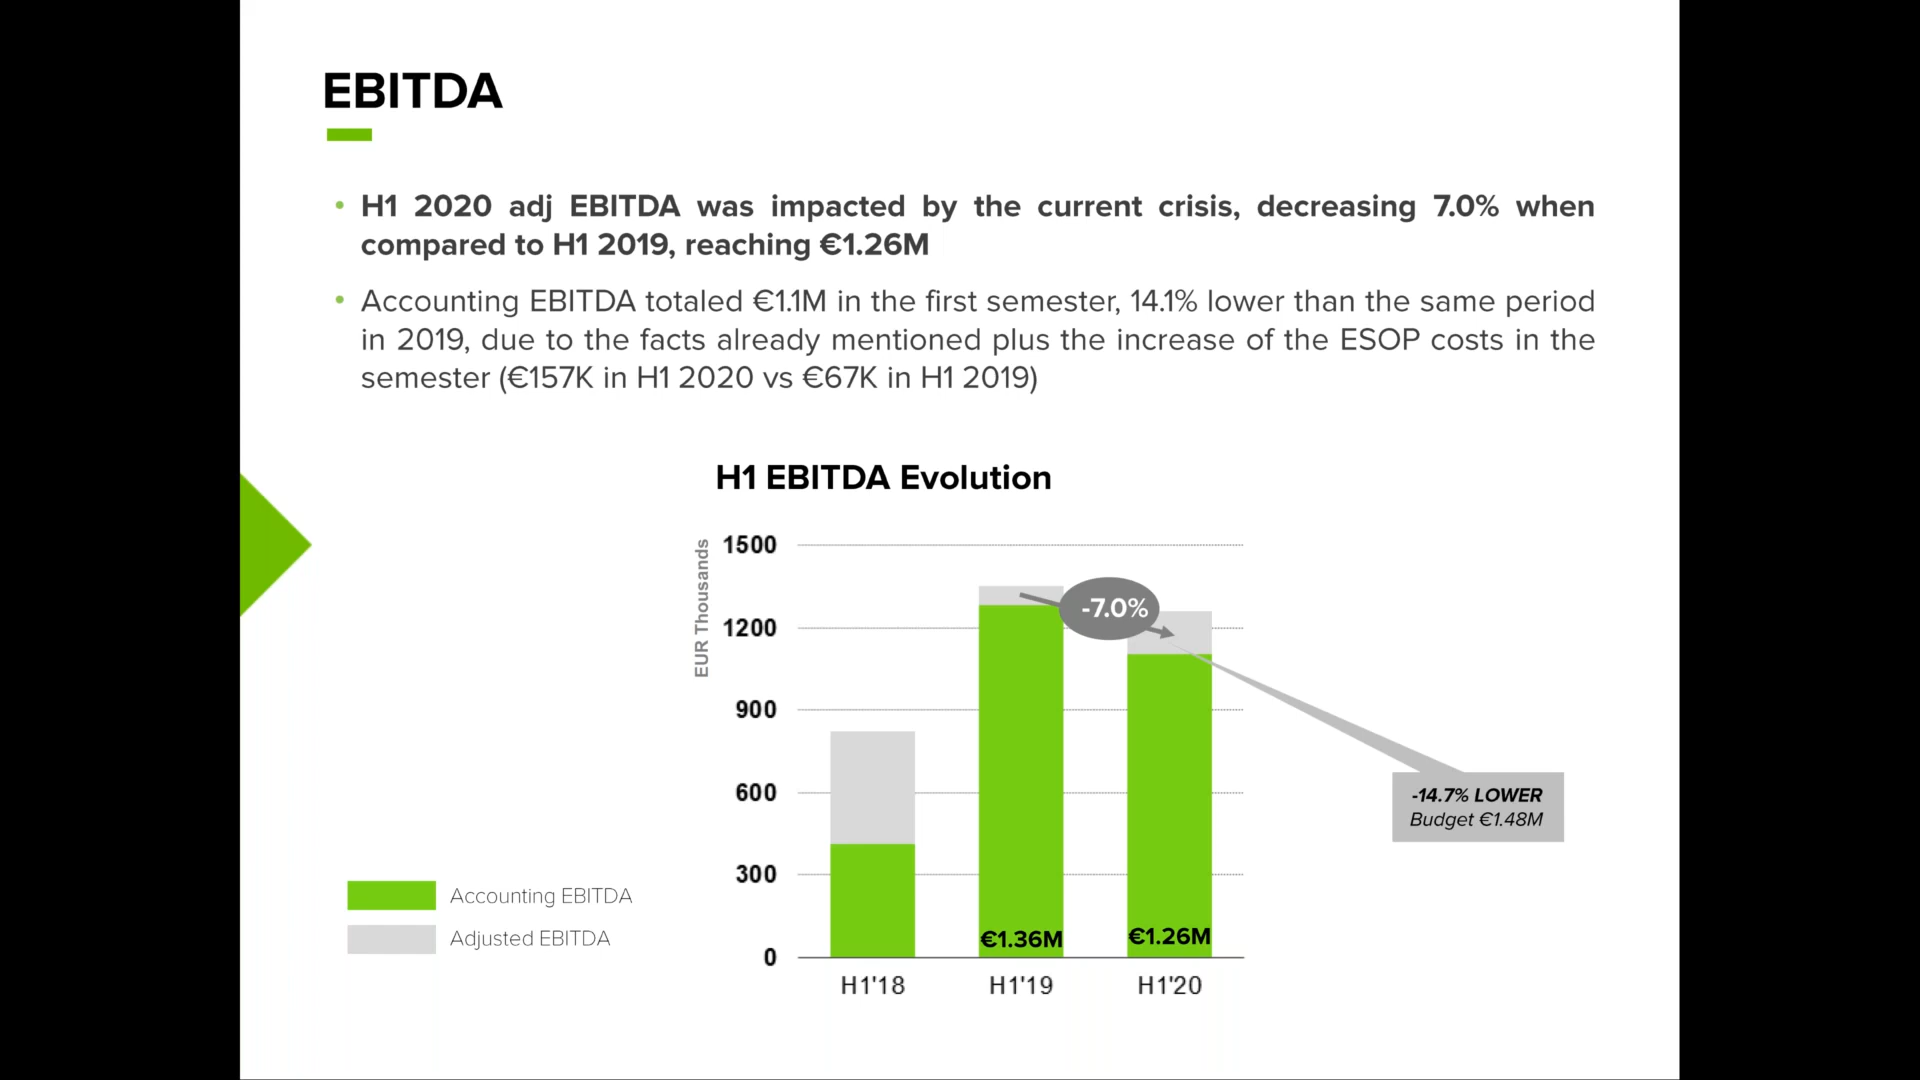 EBITDA
• H1 2020 adj EBITDA was impacted by the current crisis, decreasing 7.0% when
compared to H1 2019, reaching €1.26M
• Accounting EBITDA totaled €1.1M in the first semester, 14.1% lower than the same period
in 2019, due to the facts already mentioned plus the increase of the ESOP costs in the
semester (€157K in H1 2020 vs €67K in H1 2019)
H1 EBITDA Evolution
EUR Thousands
1500
1200
900
600
300
0
-7.0%
-14.7% LOWER
Budget €1.48M
€1.36M
€1.26M
H1'18
H1'19
H1'20
Accounting EBITDA
Adjusted EBITDA